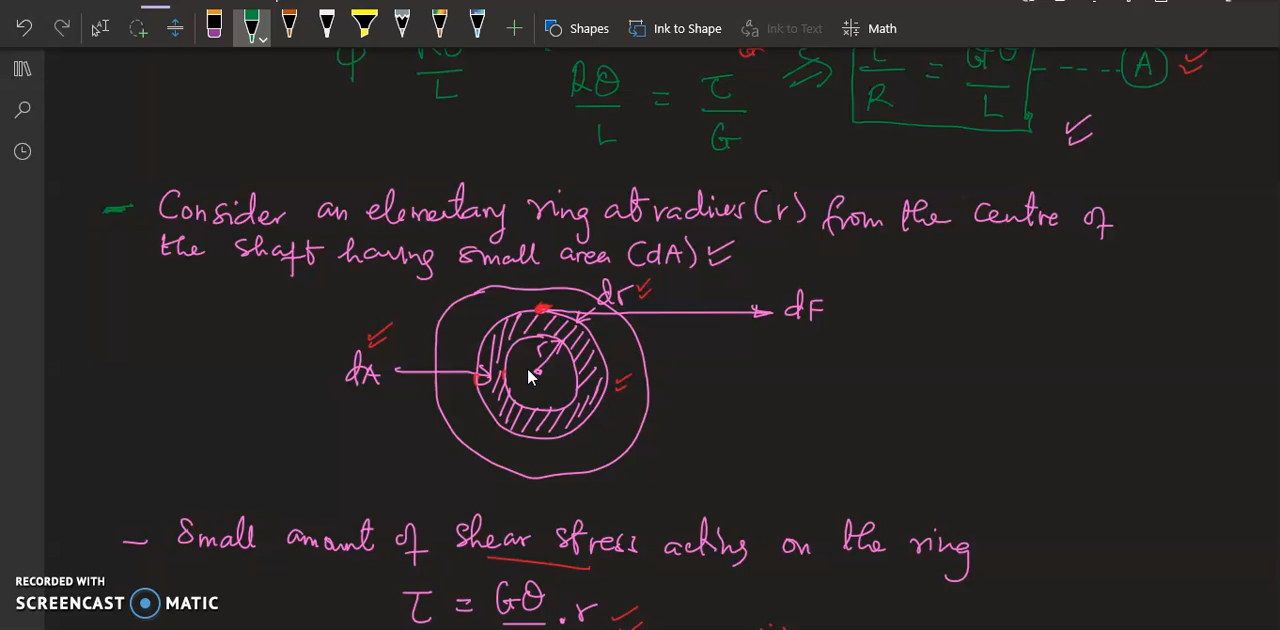 Shapes Ink to Shape Ink to Text Math
L
Rθ/L = τ/G ⇒ /R = Gθ/L ---- (A)
- Consider an elementary ring at radius (r) from the centre of
the shaft having small area (dA)
dr
dF
r
dA
- Small amount of shear stress acting on the ring
RECORDED WITH
SCREENCAST MATIC
τ = Gθ . r